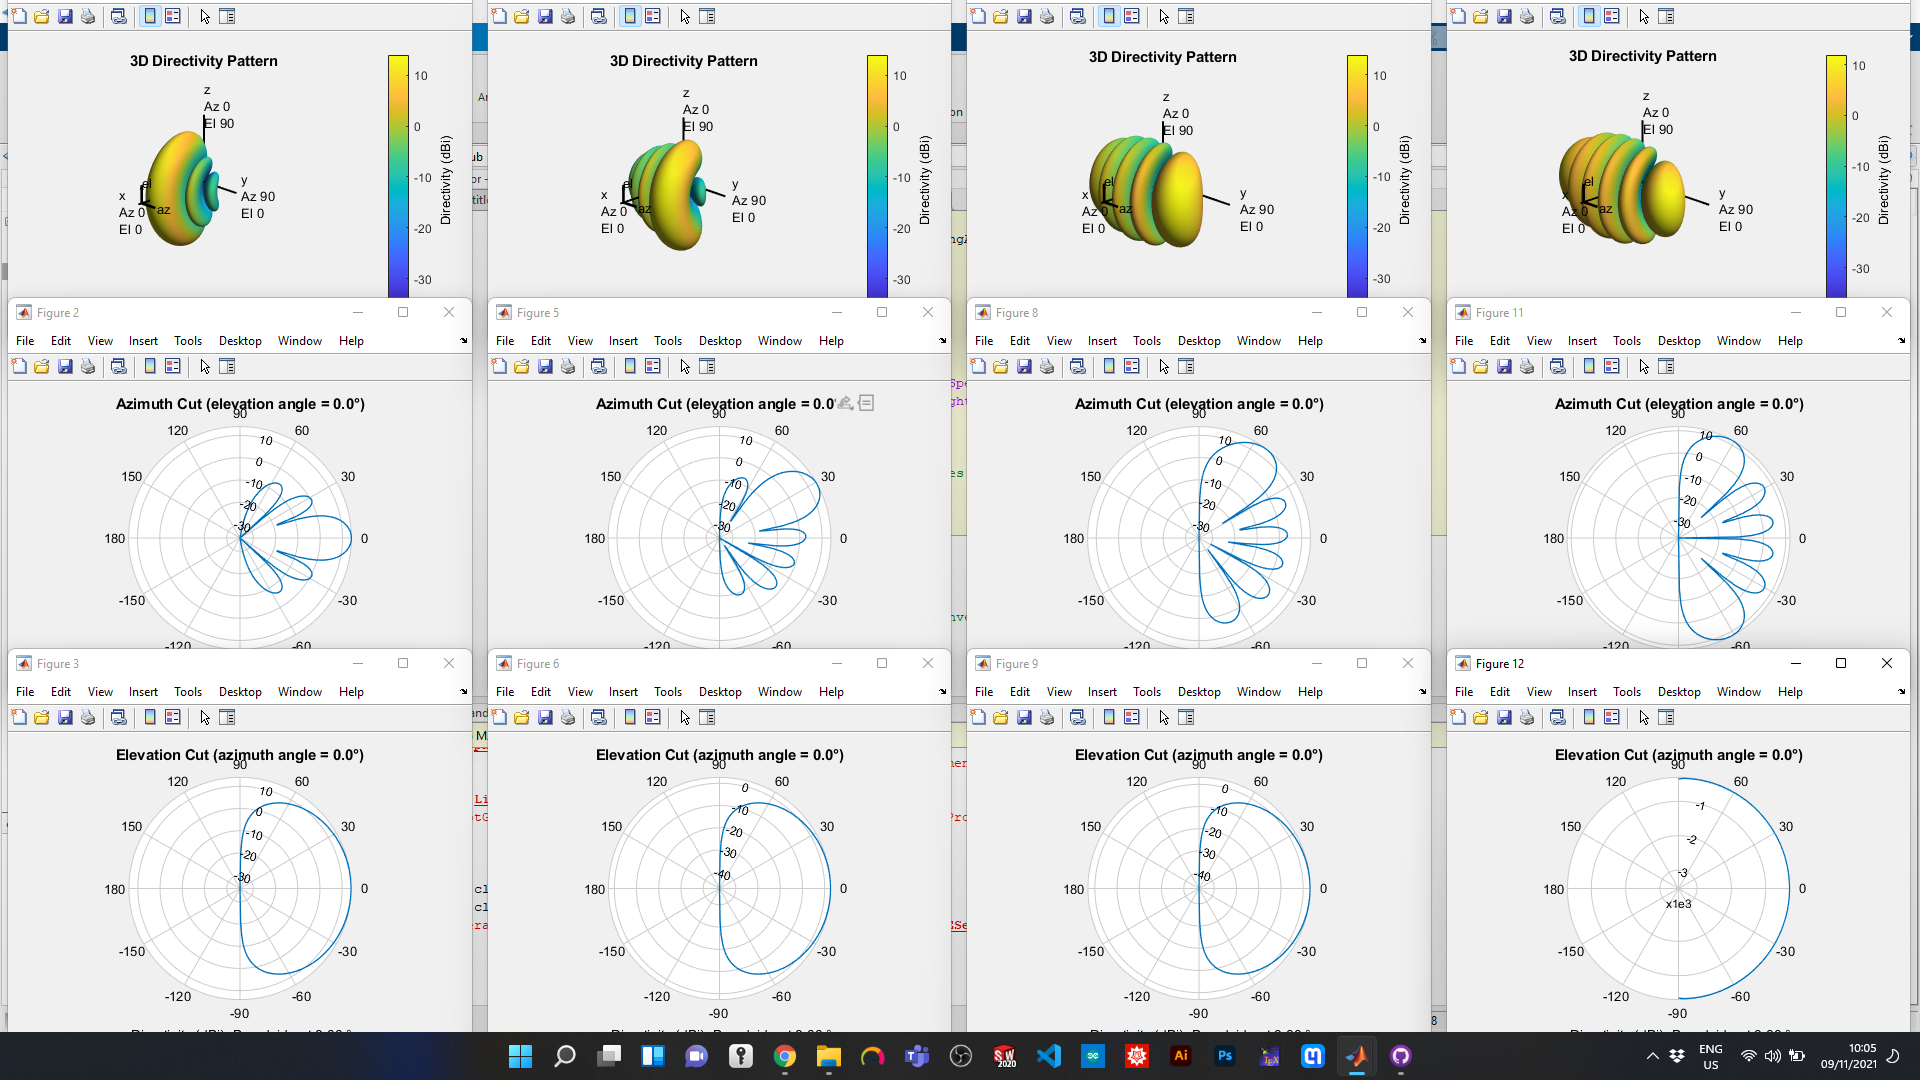 3D Directivity Pattern
z
Az 0
El 90
y
Az 90
El 0
x
Az 0
El 0
el
az
10
0
-10
-20
-30
Directivity (dBi)
3D Directivity Pattern
z
Az 0
El 90
y
Az 90
El 0
x
Az 0
El 0
el
az
10
0
-10
-20
-30
Directivity (dBi)
3D Directivity Pattern
z
Az 0
El 90
y
Az 90
El 0
x
Az 0
El 0
el
az
10
0
-10
-20
-30
Directivity (dBi)
3D Directivity Pattern
z
Az 0
El 90
y
Az 90
El 0
x
Az 0
El 0
el
az
10
0
-10
-20
-30
Directivity (dBi)
Figure 2
File Edit View Insert Tools Desktop Window Help
Azimuth Cut (elevation angle = 0.0°)
90
120 60
150 30
180 0
-150 -30
-120 -60
10
0
-10
-20
-30
Figure 5
File Edit View Insert Tools Desktop Window Help
Azimuth Cut (elevation angle = 0.0°
90
120 60
150 30
180 0
-150 -30
-120 -60
10
0
-10
-20
-30
Figure 8
File Edit View Insert Tools Desktop Window Help
Azimuth Cut (elevation angle = 0.0°)
90
120 60
150 30
180 0
-150 -30
-120 -60
10
0
-10
-20
-30
Figure 11
File Edit View Insert Tools Desktop Window Help
Azimuth Cut (elevation angle = 0.0°)
90
120 60
150 30
180 0
-150 -30
-120 -60
10
0
-10
-20
-30
Figure 3
File Edit View Insert Tools Desktop Window Help
Elevation Cut (azimuth angle = 0.0°)
90
120 60
150 30
180 0
-150 -30
-120 -60
-90
10
0
-10
-20
-30
Figure 6
File Edit View Insert Tools Desktop Window Help
Elevation Cut (azimuth angle = 0.0°)
90
120 60
150 30
180 0
-150 -30
-120 -60
-90
0
-10
-20
-30
-40
Figure 9
File Edit View Insert Tools Desktop Window Help
Elevation Cut (azimuth angle = 0.0°)
90
120 60
150 30
180 0
-150 -30
-120 -60
-90
0
-10
-20
-30
-40
Figure 12
File Edit View Insert Tools Desktop Window Help
Elevation Cut (azimuth angle = 0.0°)
90
120 60
150 30
180 0
-150 -30
-120 -60
-90
-1
-2
-3
x1e3
SW
2020
Ai
Ps
ENG
US
10:05
09/11/2021